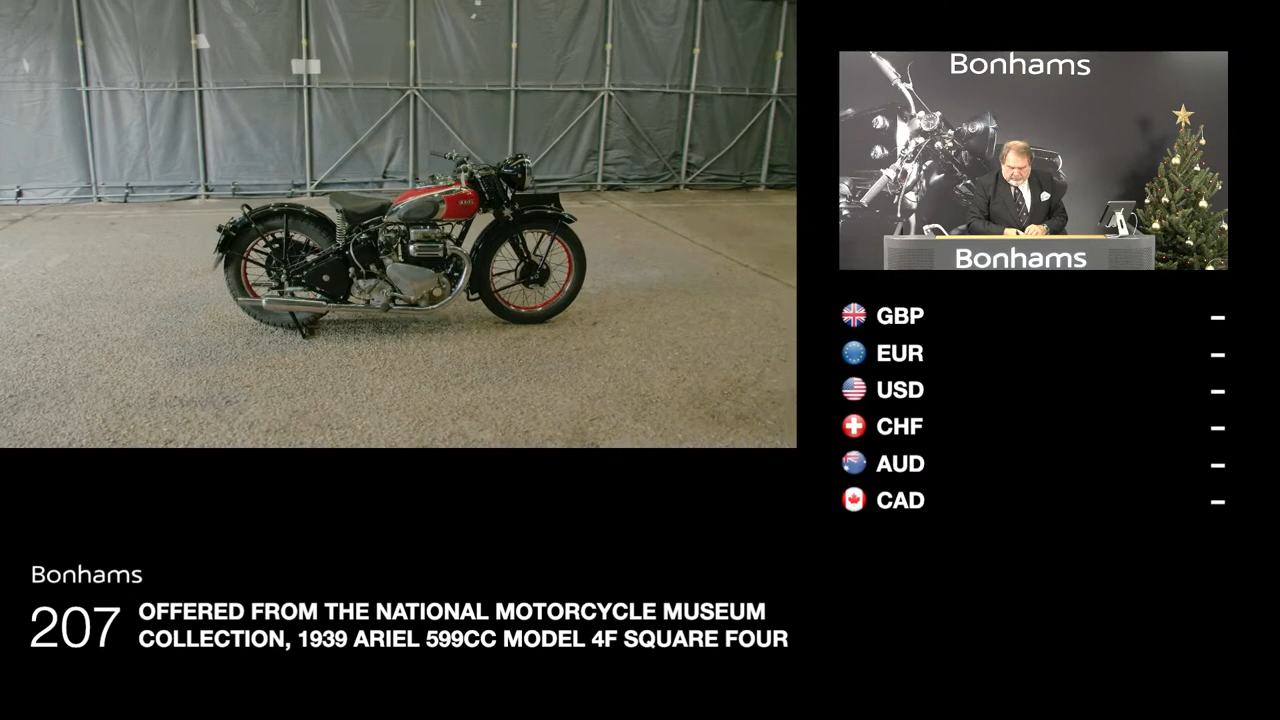 Bonhams
Bonhams
GBP –
EUR –
USD –
CHF –
AUD –
CAD –
Bonhams
207
OFFERED FROM THE NATIONAL MOTORCYCLE MUSEUM
COLLECTION, 1939 ARIEL 599CC MODEL 4F SQUARE FOUR